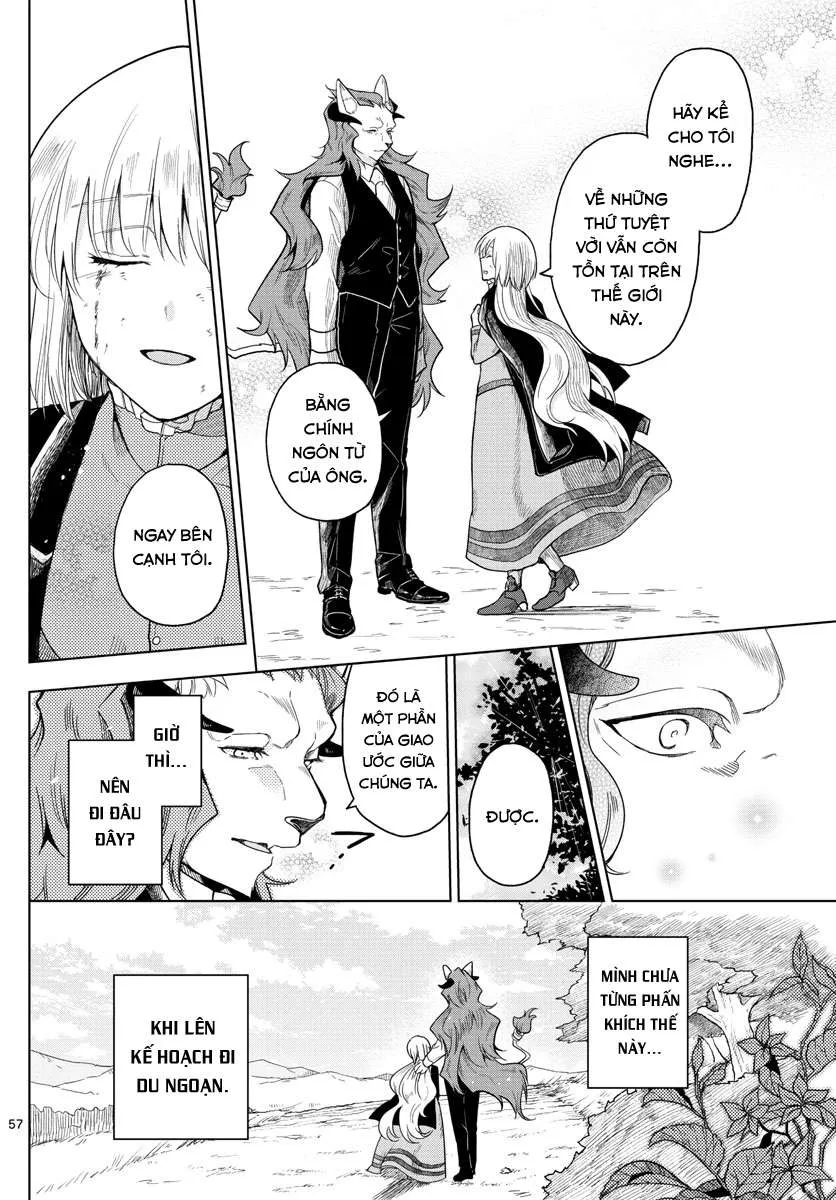 HÃY KỂ
CHO TÔI
NGHE...
VỀ NHỮNG
THỨ TUYỆT
VỜI VẪN CÒN
TỒN TẠI TRÊN
THẾ GIỚI
NÀY.
BẰNG
CHÍNH
NGÔN TỪ
CỦA ÔNG.
NGAY BÊN
CẠNH TÔI.
ĐƯỢC.
ĐÓ LÀ
MỘT PHẦN
CỦA GIAO
ƯỚC GIỮA
CHÚNG TA.
GIỜ
THÌ...
NÊN
ĐI ĐÂU
ĐÂY?
MÌNH CHƯA
TỪNG PHẤN
KHÍCH THẾ
NÀY...
KHI LÊN
KẾ HOẠCH ĐI
DU NGOẠN.
57